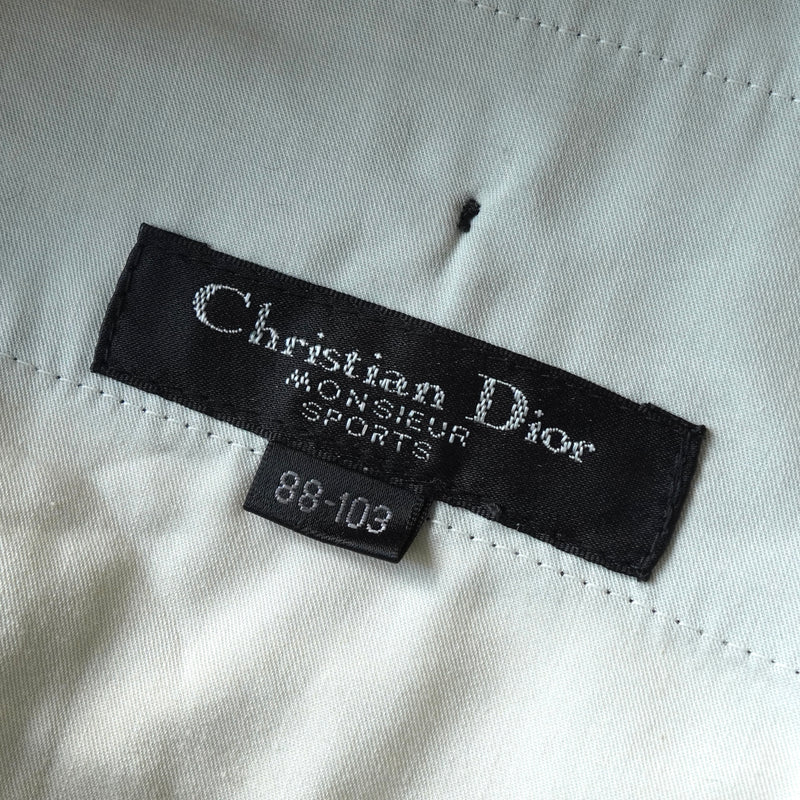 Christian Dior
MONSIEUR
SPORTS
88-103